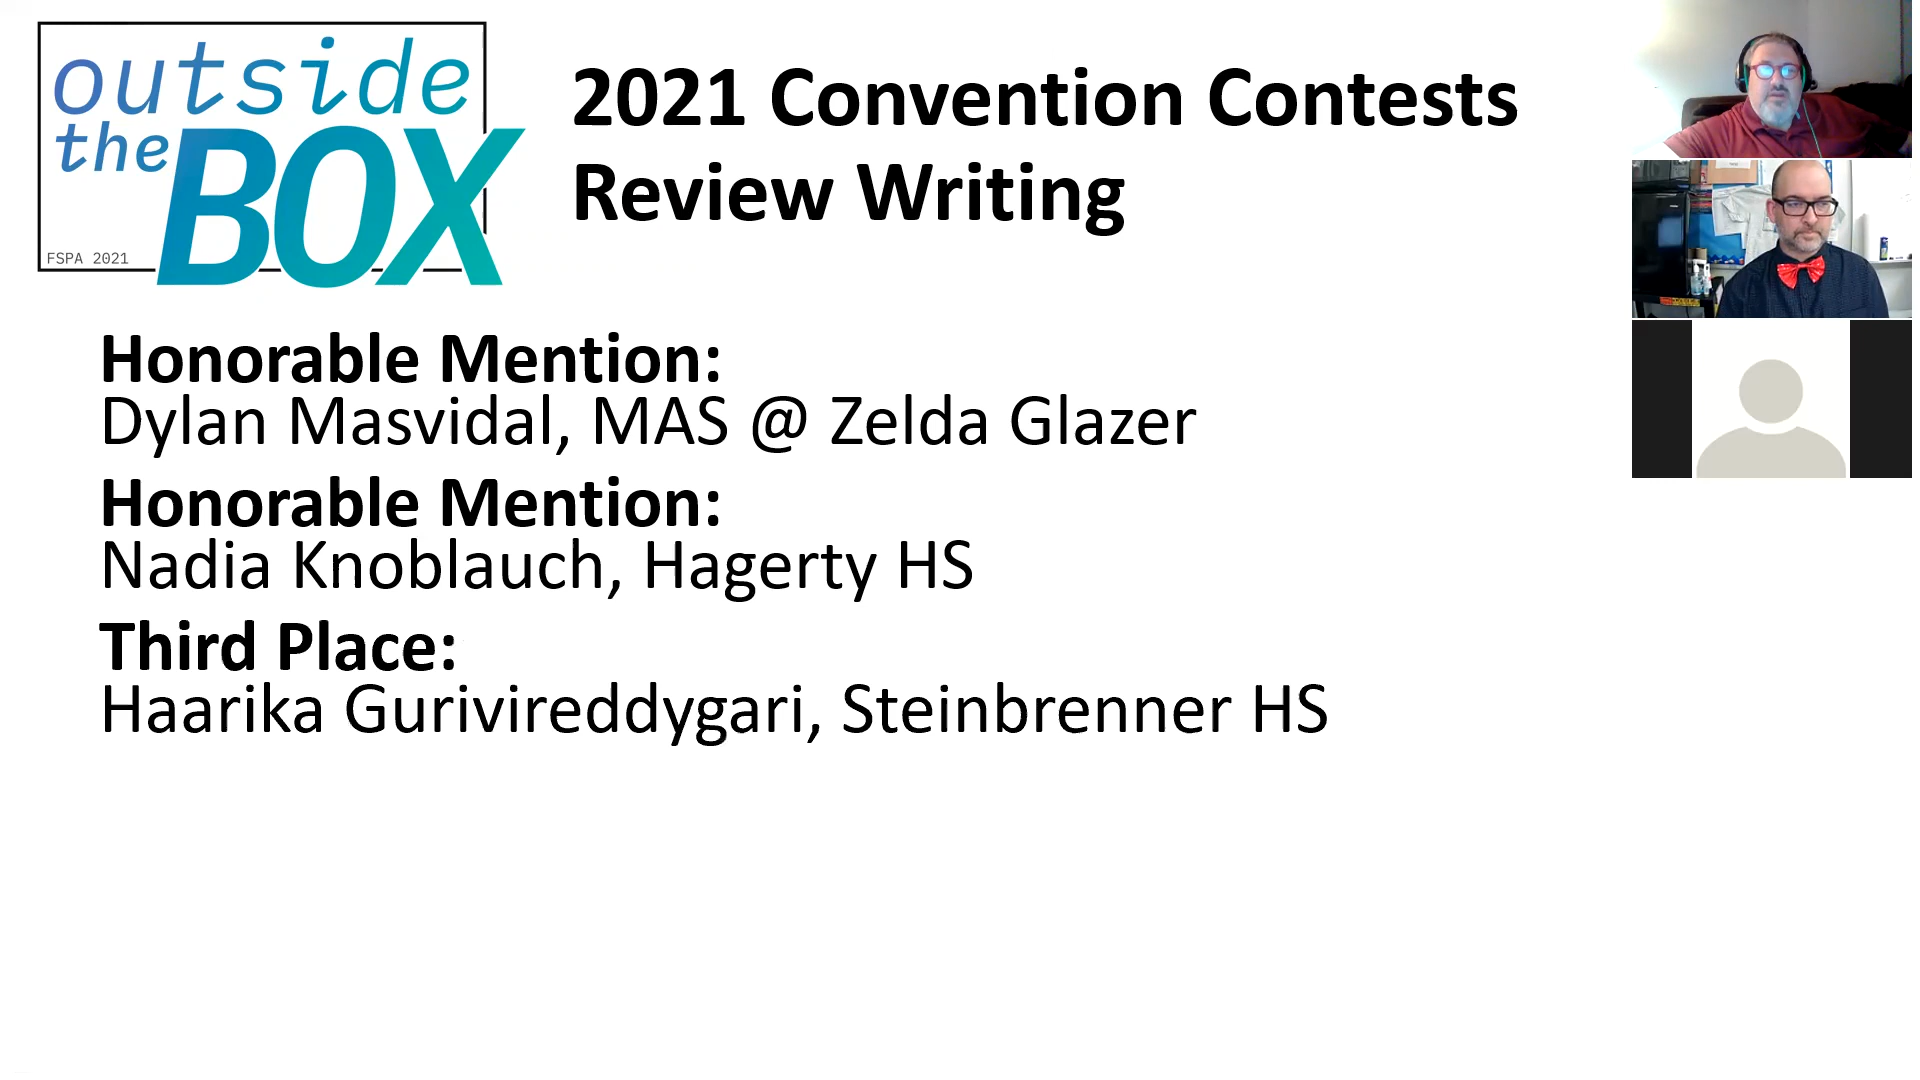 outside
the BOX
FSPA 2021
2021 Convention Contests
Review Writing
Honorable Mention:
Dylan Masvidal, MAS @ Zelda Glazer
Honorable Mention:
Nadia Knoblauch, Hagerty HS
Third Place:
Haarika Gurivireddygari, Steinbrenner HS